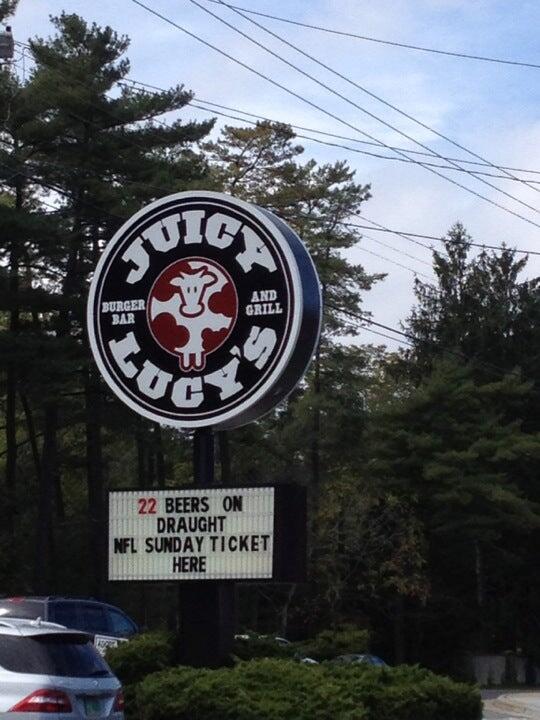 JUICY
BURGER BAR
AND GRILL
LUCY'S
22 BEERS ON
DRAUGHT
NFL SUNDAY TICKET
HERE